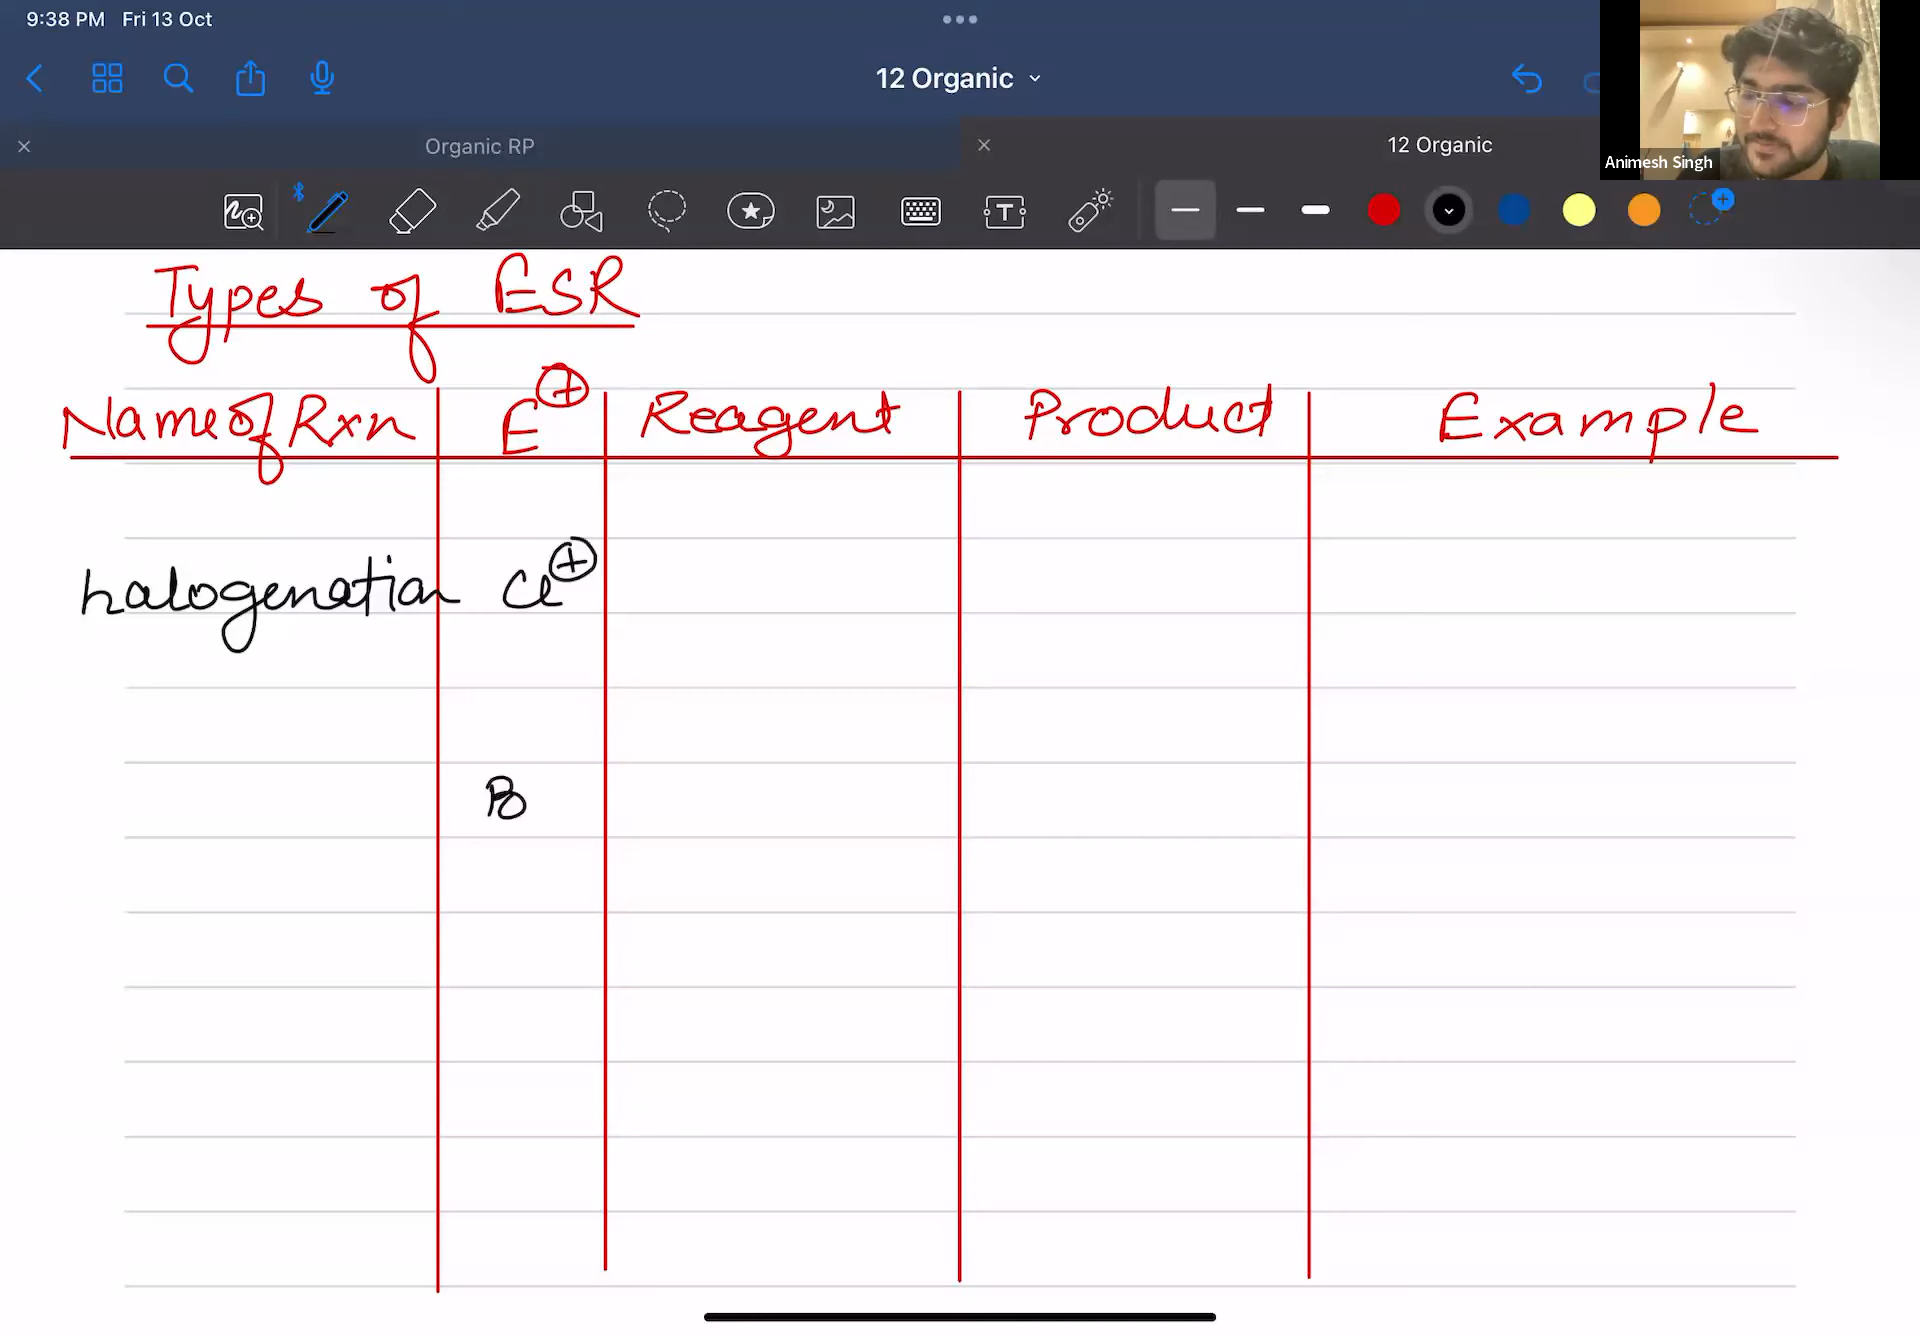 9:38 PM Fri 13 Oct
12 Organic
Organic RP
12 Organic
Animesh Singh
T
Types of ESR
Name of Rxn E⊕ Reagent Product Example
halogenation Cl⊕
B